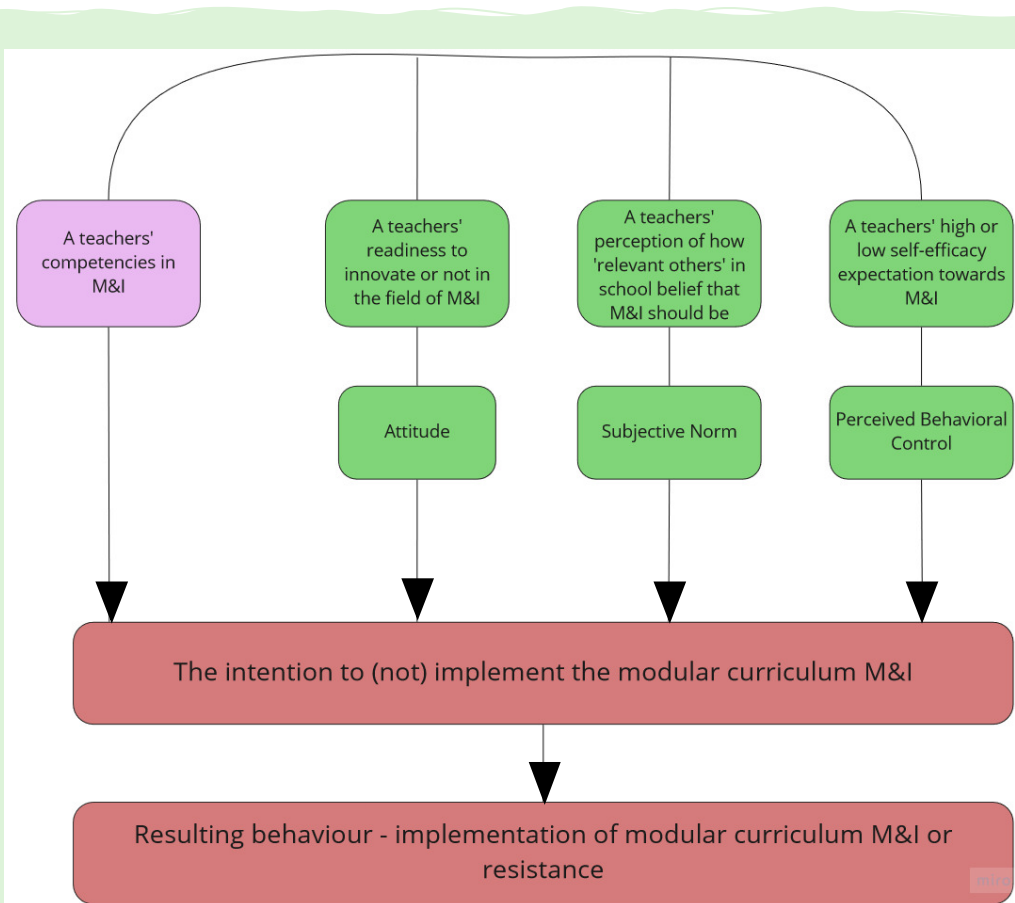 A teachers'
competencies in
M&I
A teachers'
readiness to
innovate or not in
the field of M&I
A teachers'
perception of how
'relevant others' in
school belief that
M&I should be
A teachers' high or
low self-efficacy
expectation towards
M&I
Attitude
Subjective Norm
Perceived Behavioral
Control
The intention to (not) implement the modular curriculum M&I
Resulting behaviour - implementation of modular curriculum M&I or
resistance
miro